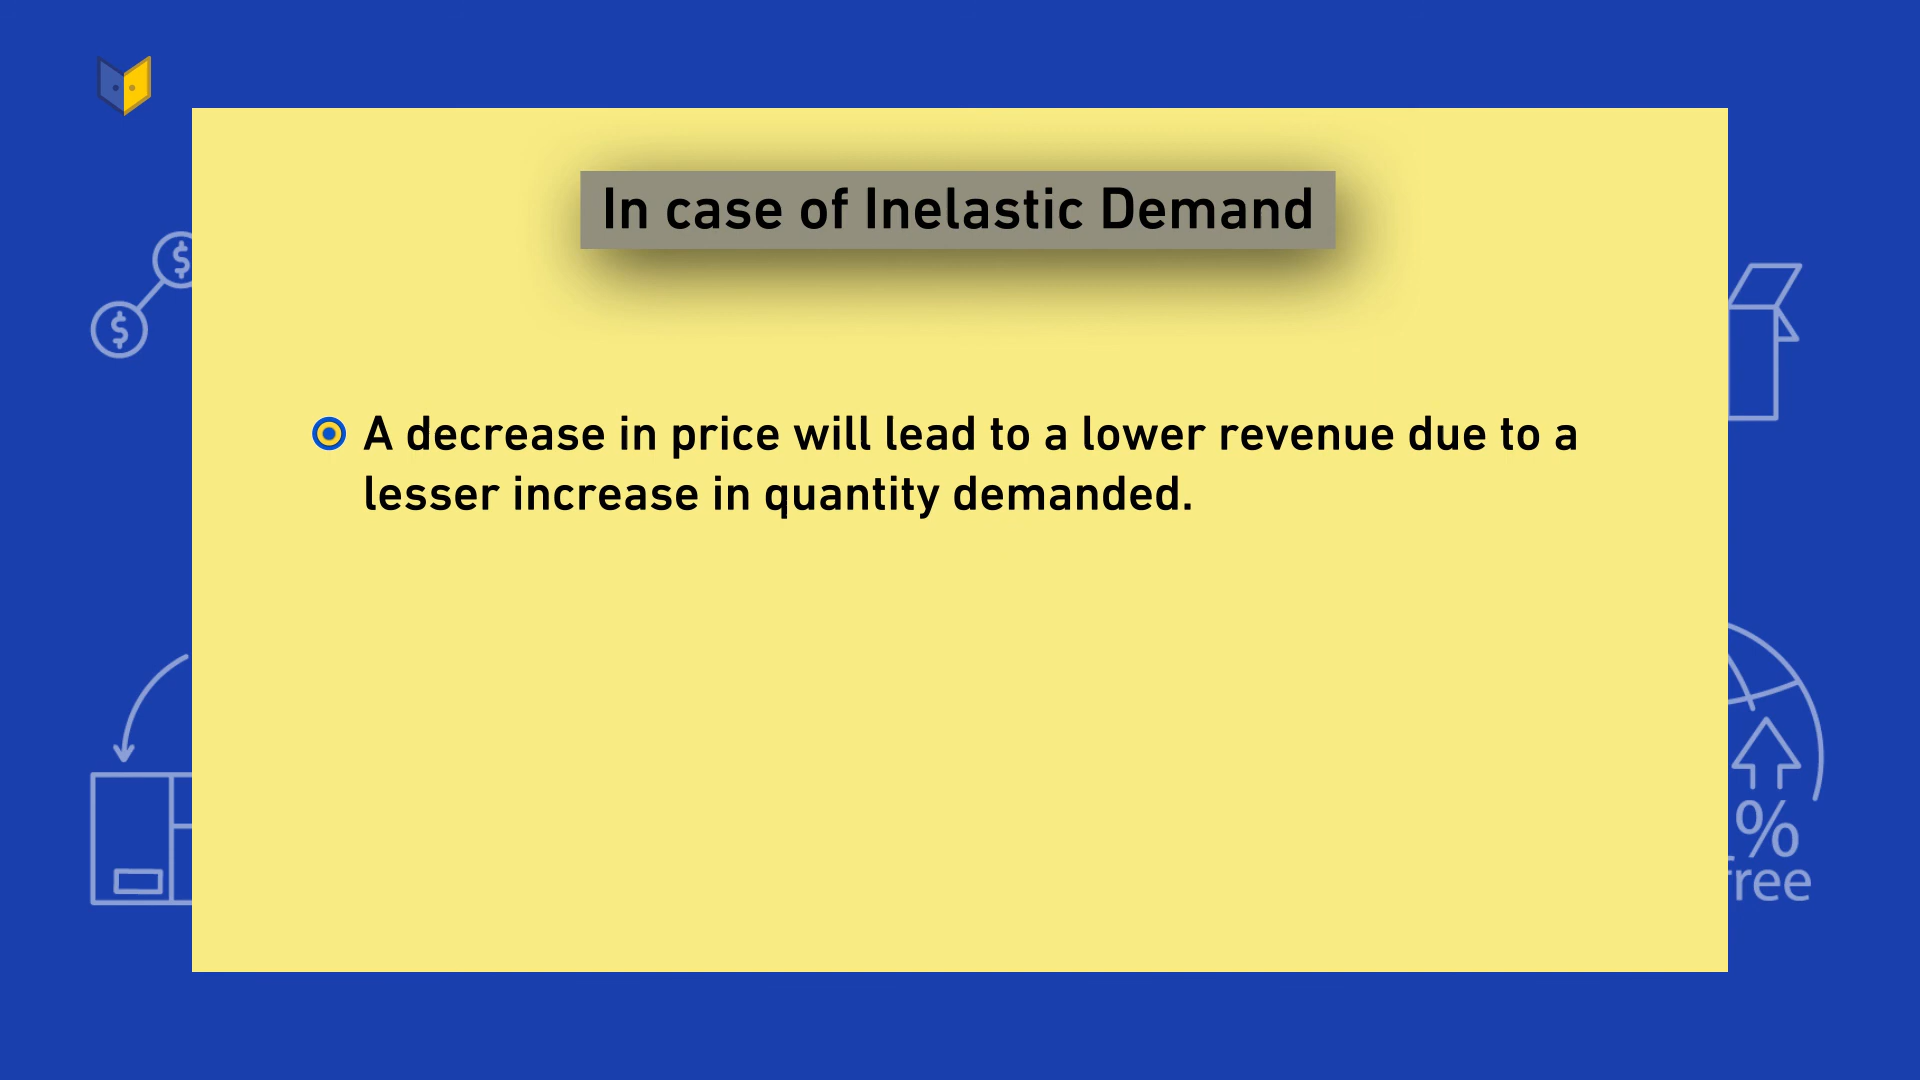 In case of Inelastic Demand
$
$
A decrease in price will lead to a lower revenue due to a
lesser increase in quantity demanded.
%
free